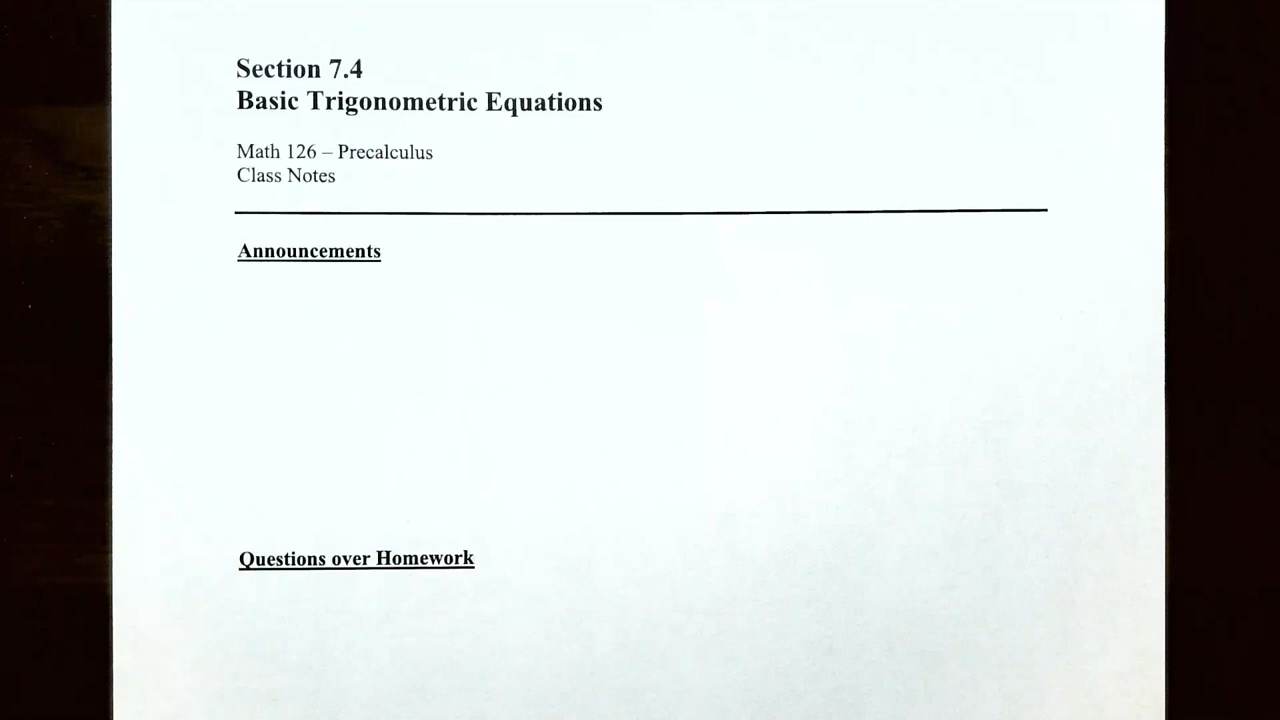 Section 7.4
Basic Trigonometric Equations
Math 126 – Precalculus
Class Notes
Announcements
Questions over Homework